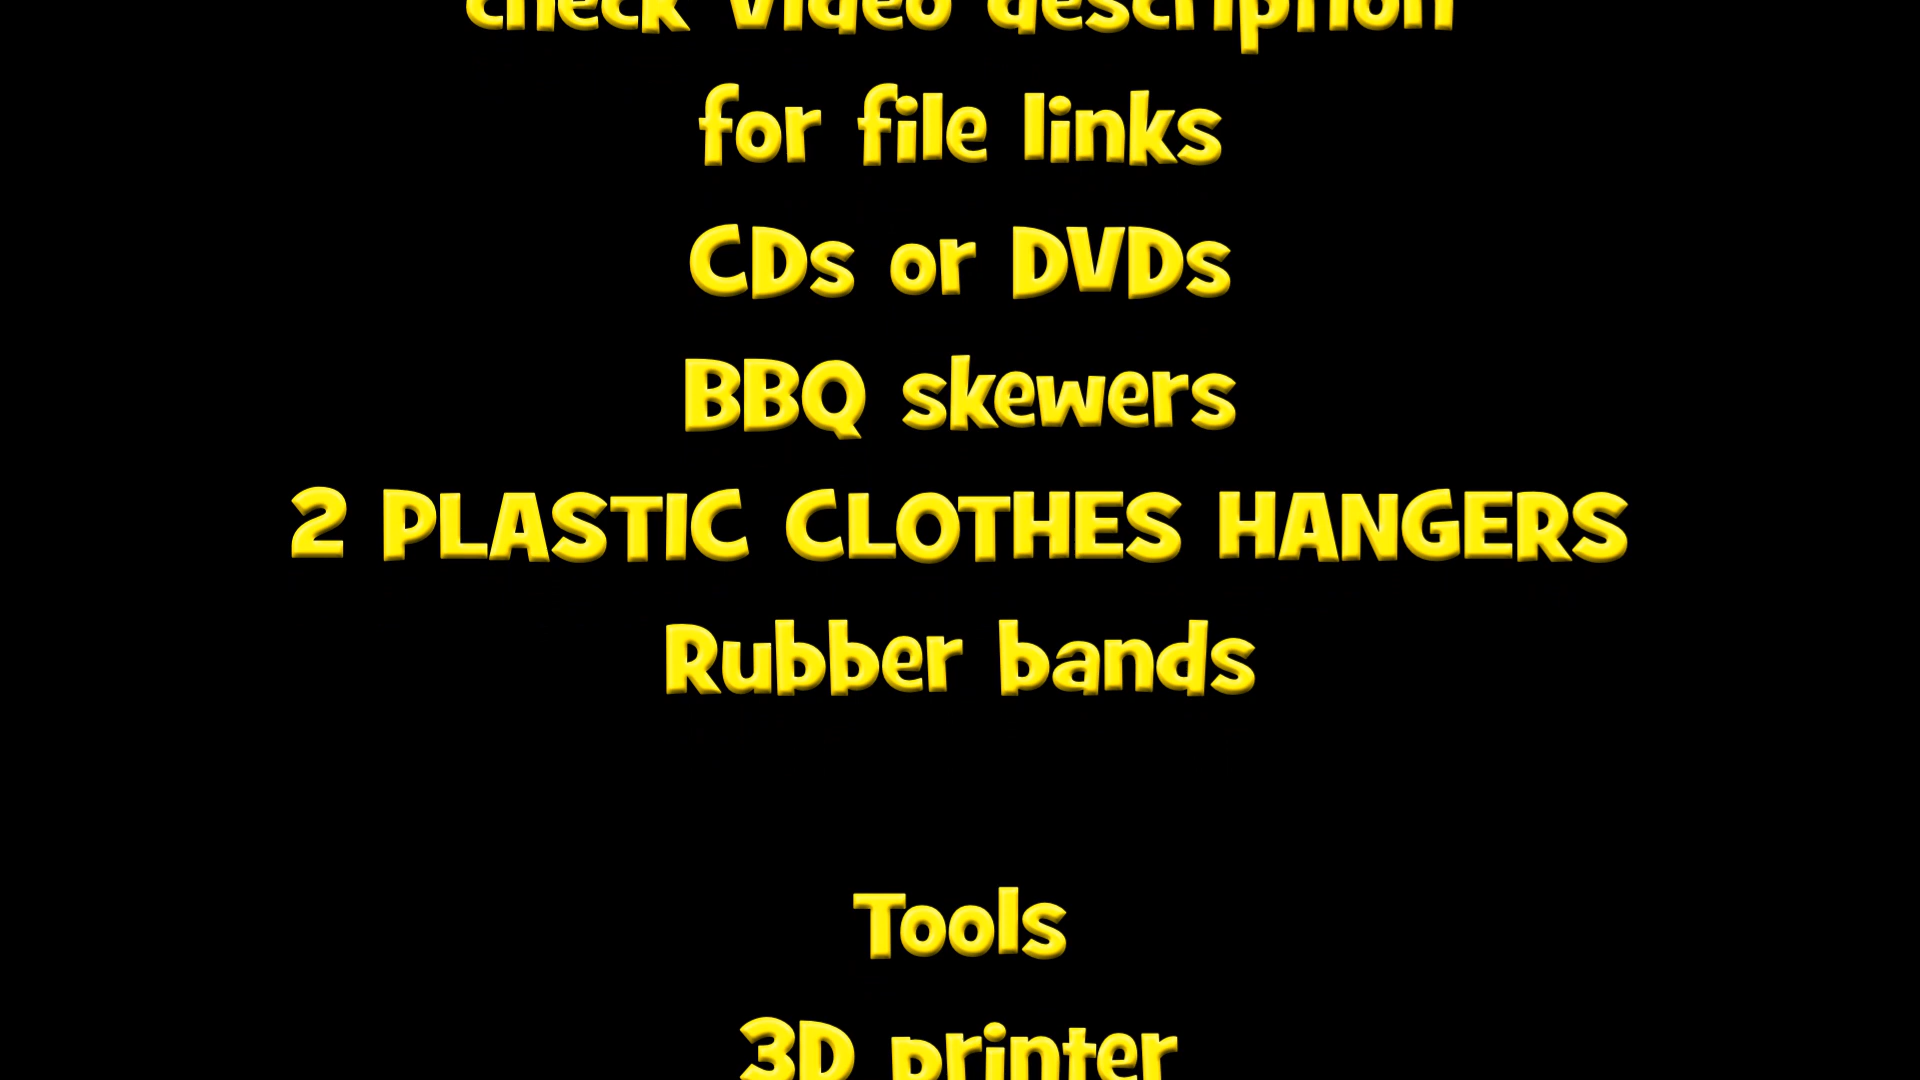 check video description
for file links
CDs or DVDs
BBQ skewers
2 PLASTIC CLOTHES HANGERS
Rubber bands
Tools
3D printer